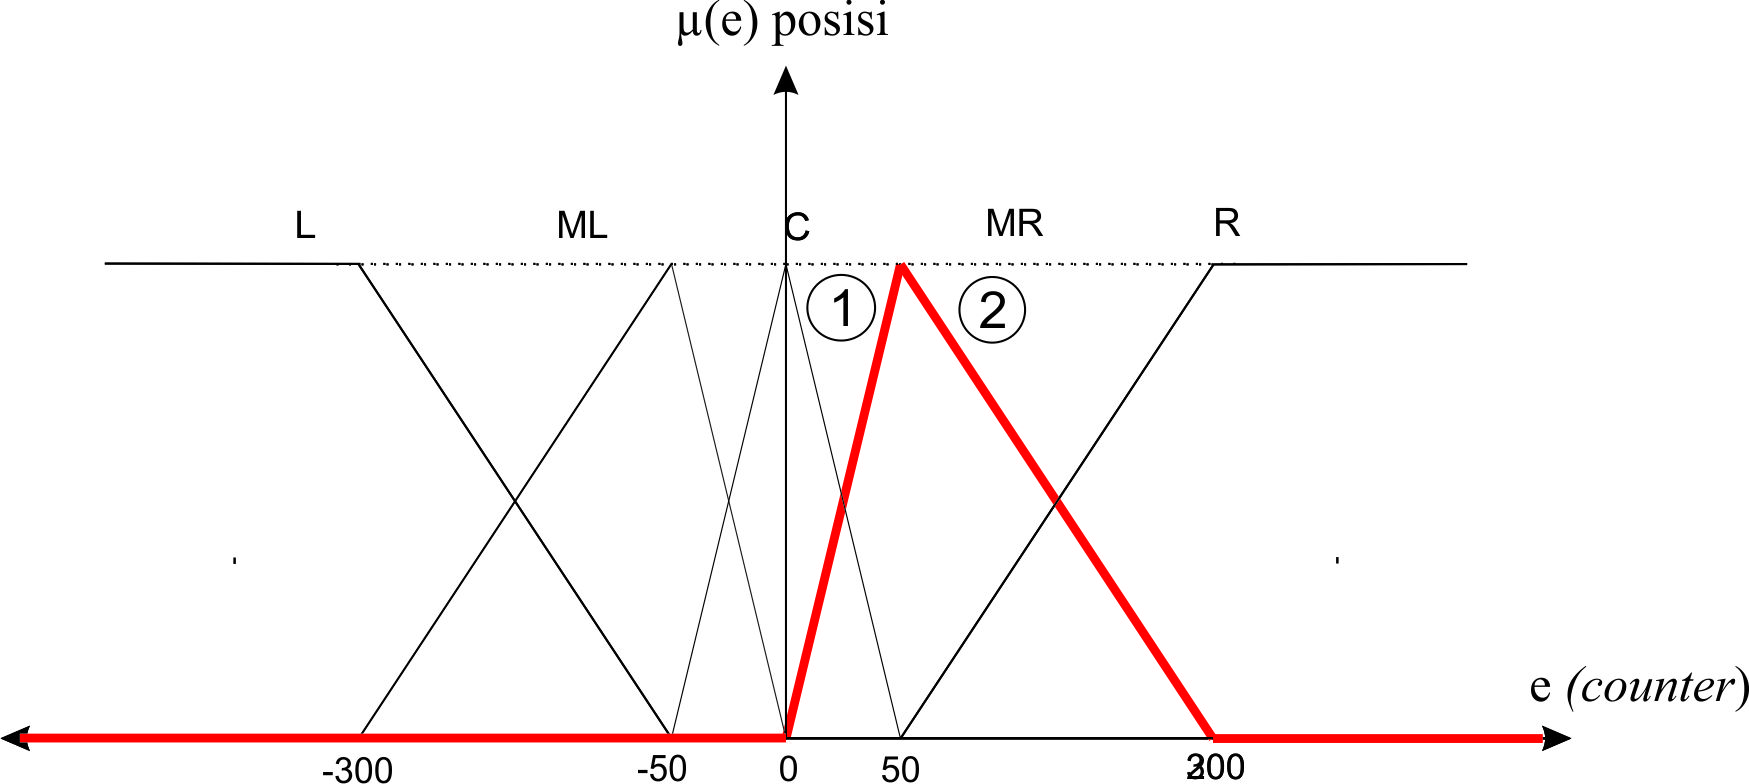 µ(e) posisi
L ML C MR R
1 2
e (counter)
-300 -50 0 50